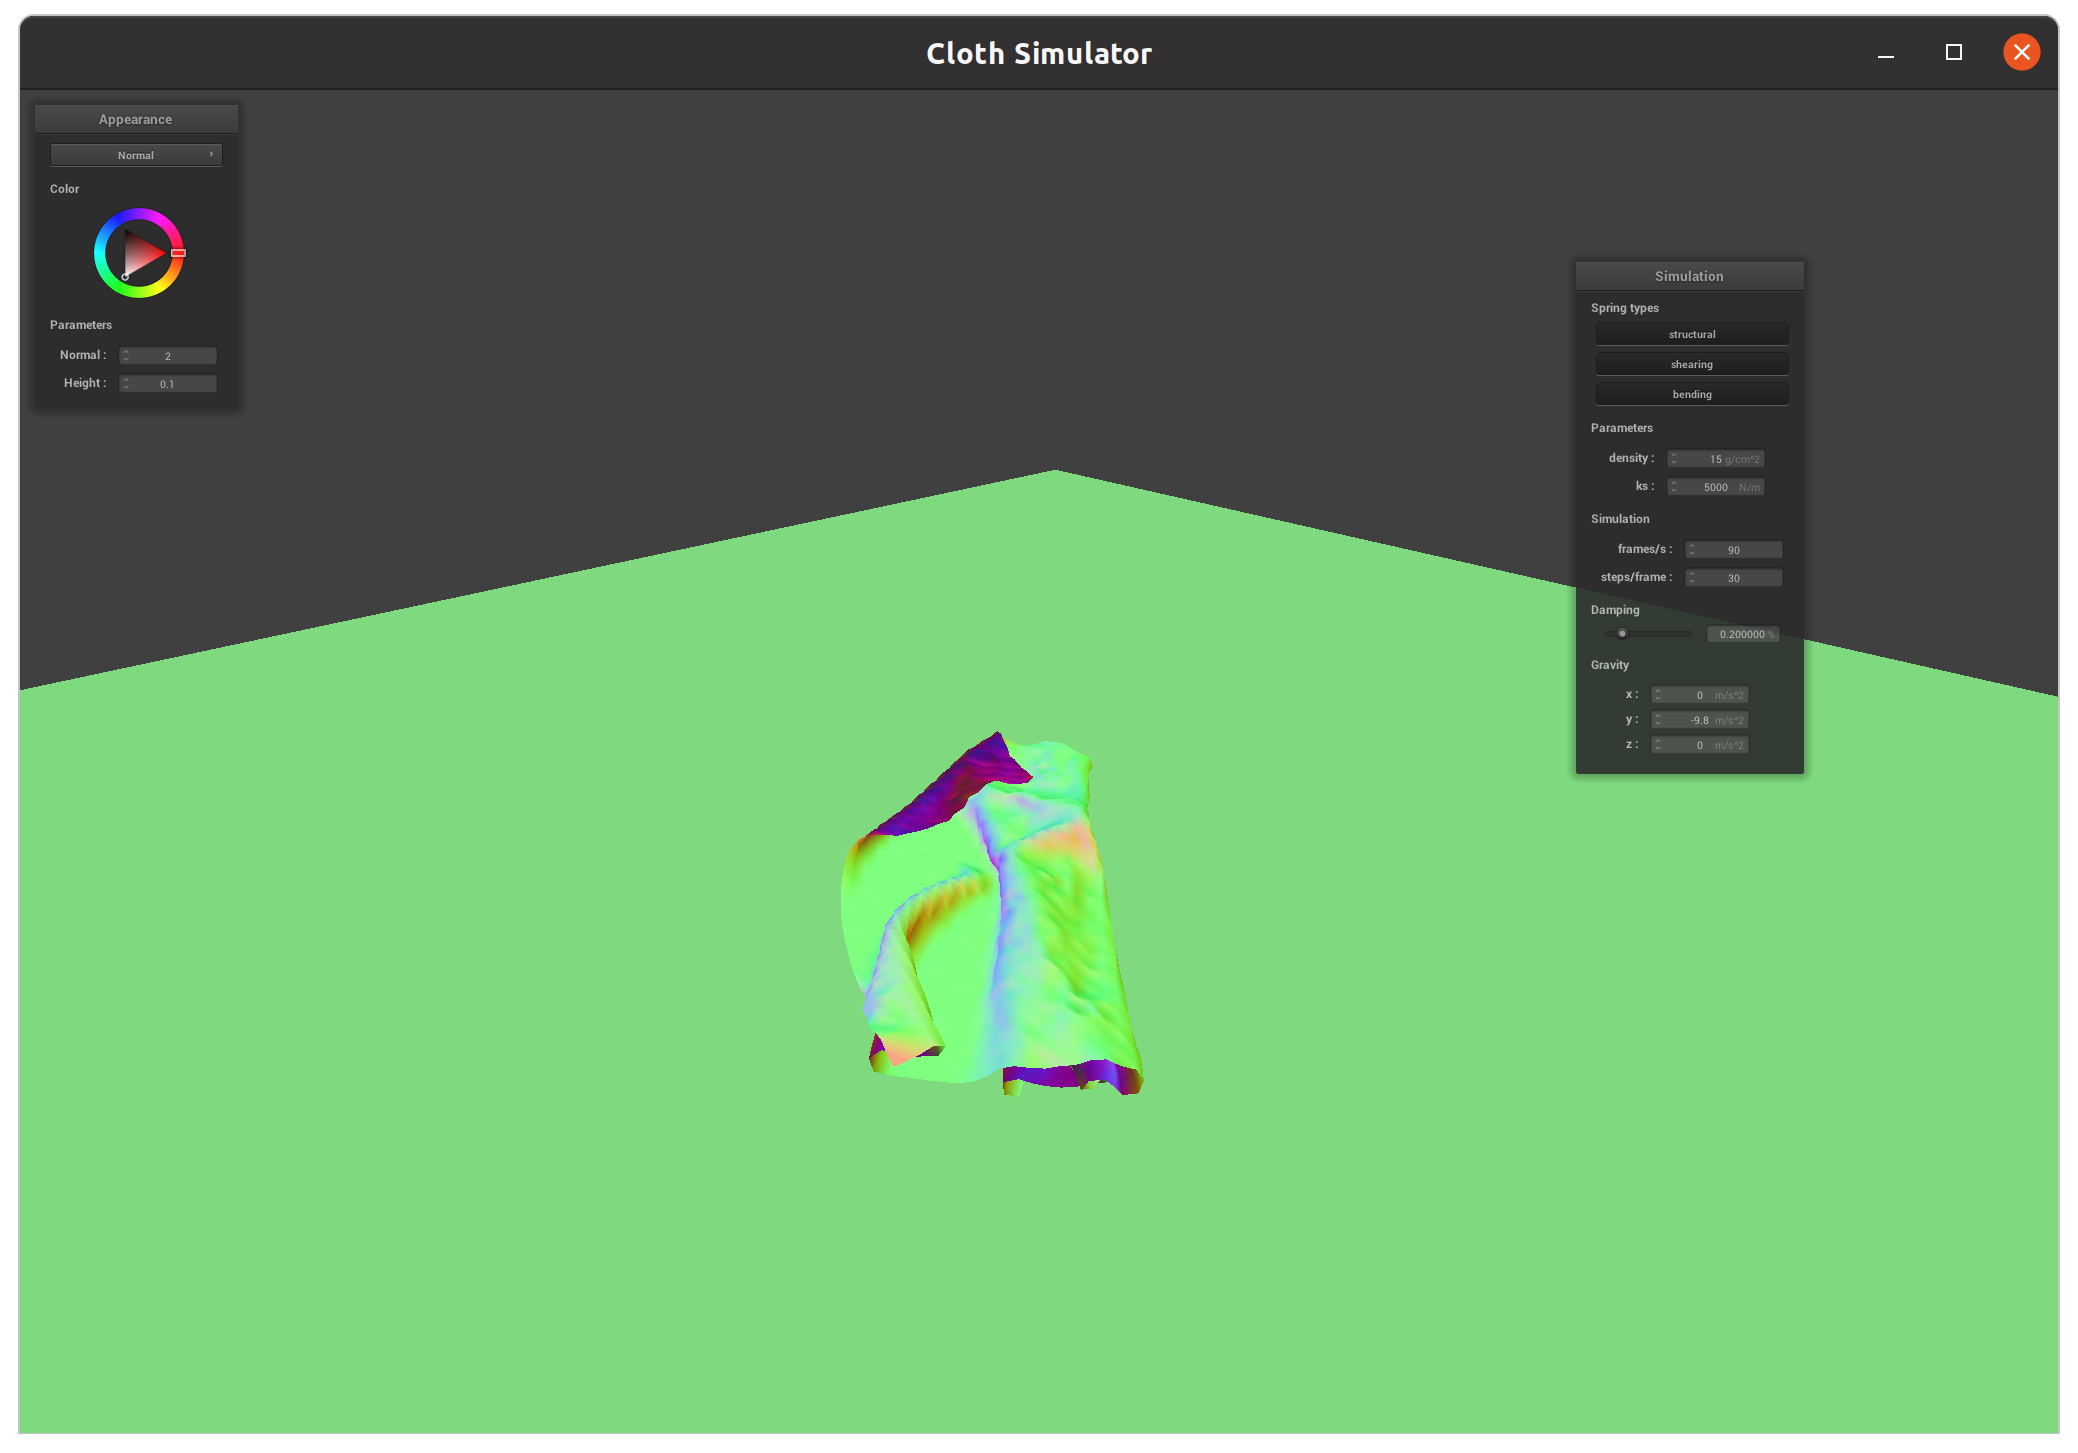 Cloth Simulator
Appearance
Normal
Color
Parameters
Normal : 2
Height : 0.1
Simulation
Spring types
structural
shearing
bending
Parameters
density : 15 g/cm^2
ks : 5000 N/m
Simulation
frames/s : 90
steps/frame : 30
Damping
0.200000 %
Gravity
x : 0 m/s^2
y : -9.8 m/s^2
z : 0 m/s^2